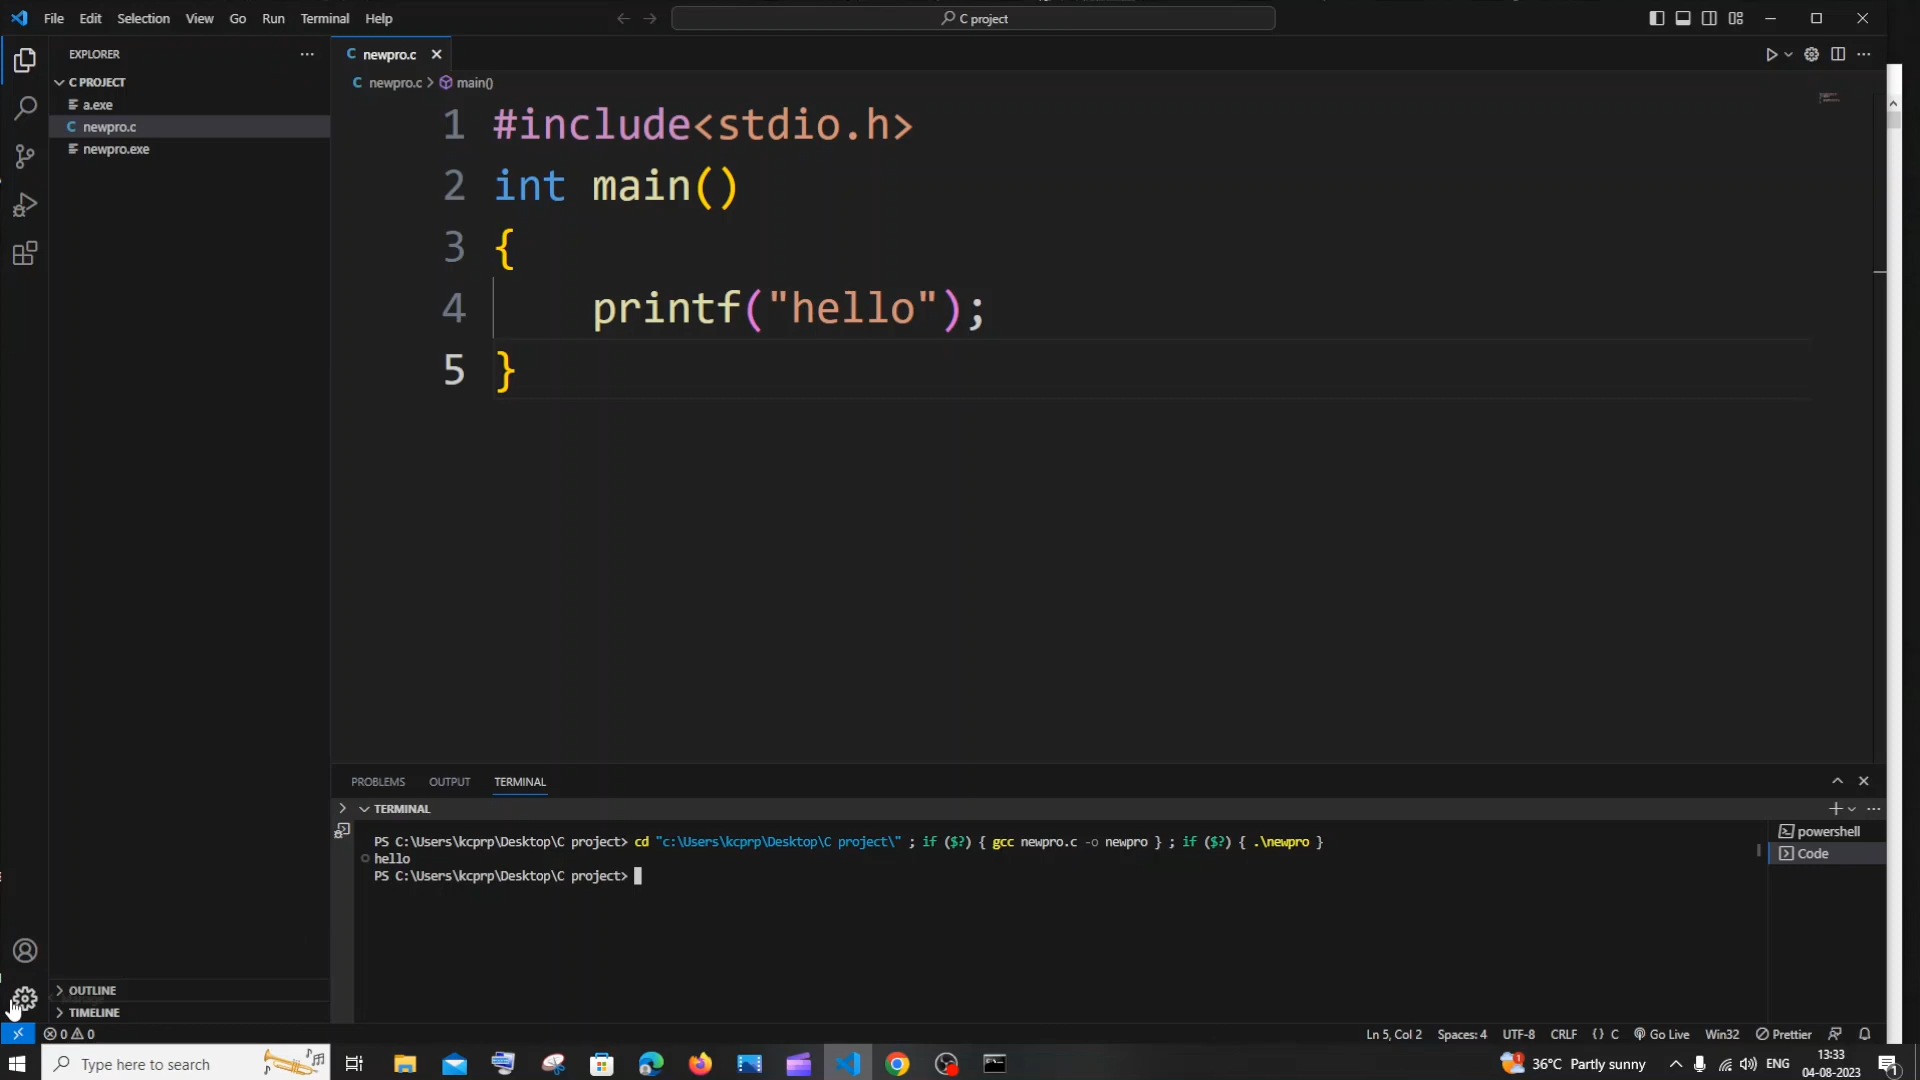 File Edit Selection View Go Run Terminal Help
C project
EXPLORER
C PROJECT
a.exe
C newpro.c
newpro.exe
OUTLINE
TIMELINE
C newpro.c
C newpro.c > main()
1 #include<stdio.h>
2 int main()
3 {
4 printf("hello");
5 }
PROBLEMS OUTPUT TERMINAL
TERMINAL
PS C:\Users\kcprp\Desktop\C project> cd "c:\Users\kcprp\Desktop\C project\" ; if ($?) { gcc newpro.c -o newpro } ; if ($?) { .\newpro }
hello
PS C:\Users\kcprp\Desktop\C project>
powershell
Code
0 0
Ln 5, Col 2 Spaces: 4 UTF-8 CRLF {} C Go Live Win32 Prettier
Type here to search
1
36°C Partly sunny
ENG
13:33
04-08-2023
1